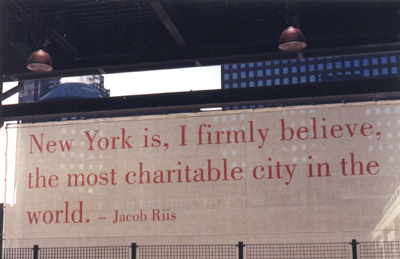 New York is, I firmly believe,
the most charitable city in the
world. – Jacob Riis